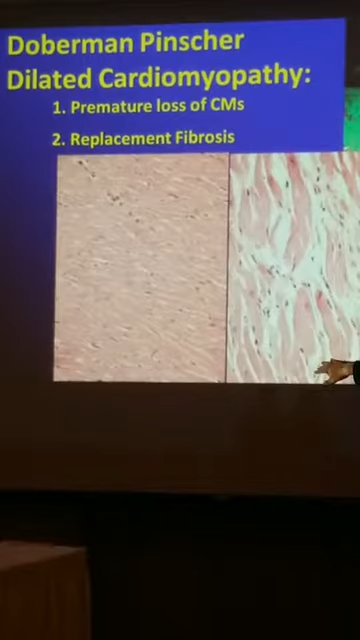 Doberman Pinscher
Dilated Cardiomyopathy:
1. Premature loss of CMs
2. Replacement Fibrosis